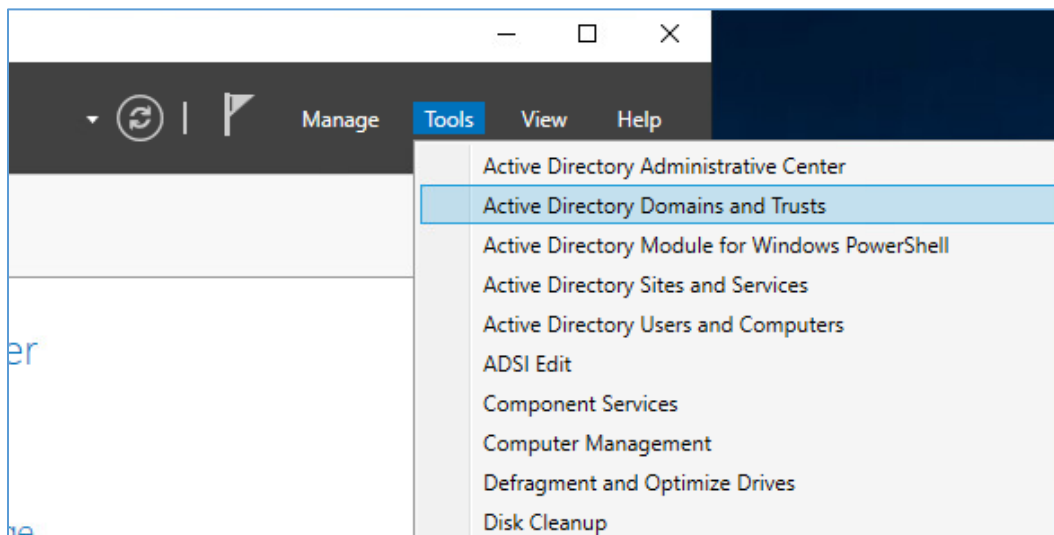 Manage Tools View Help
Active Directory Administrative Center
Active Directory Domains and Trusts
Active Directory Module for Windows PowerShell
Active Directory Sites and Services
Active Directory Users and Computers
er
ADSI Edit
Component Services
Computer Management
Defragment and Optimize Drives
Disk Cleanup